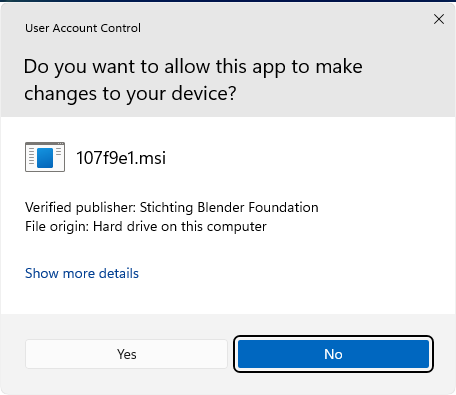 User Account Control
Do you want to allow this app to make
changes to your device?
107f9e1.msi
Verified publisher: Stichting Blender Foundation
File origin: Hard drive on this computer
Show more details
Yes
No